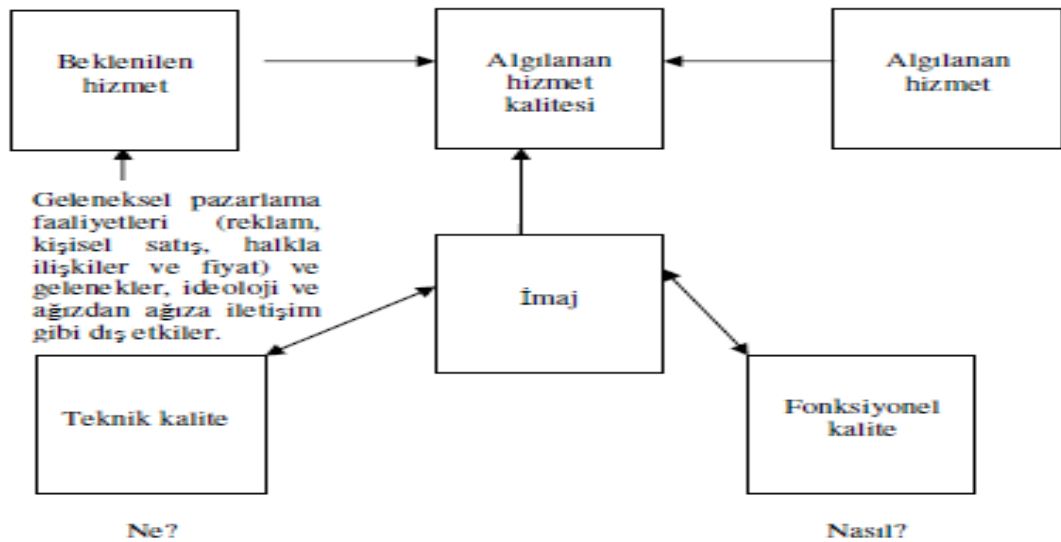 Beklenilen
hizmet
Algılanan
hizmet
kalitesi
Algılanan
hizmet
Geleneksel pazarlama
faaliyetleri (reklam,
kişisel satış, halkla
ilişkiler ve fiyat) ve
gelenekler, ideoloji ve
ağızdan ağıza iletişim
gibi dış etkiler.
İmaj
Teknik kalite
Fonksiyonel
kalite
Ne?
Nasıl?